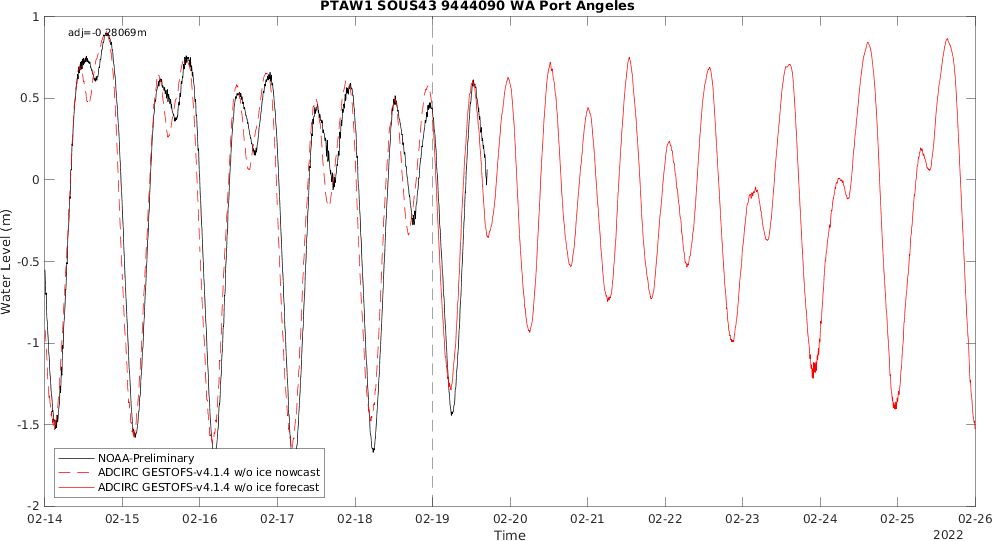 PTAW1 SOUS43 9444090 WA Port Angeles
adj=-0.28069m
1
0.5
0
-0.5
-1
-1.5
-2
Water Level (m)
NOAA-Preliminary
ADCIRC GESTOFS-v4.1.4 w/o ice nowcast
ADCIRC GESTOFS-v4.1.4 w/o ice forecast
02-14 02-15 02-16 02-17 02-18 02-19 02-20 02-21 02-22 02-23 02-24 02-25 02-26
Time
2022